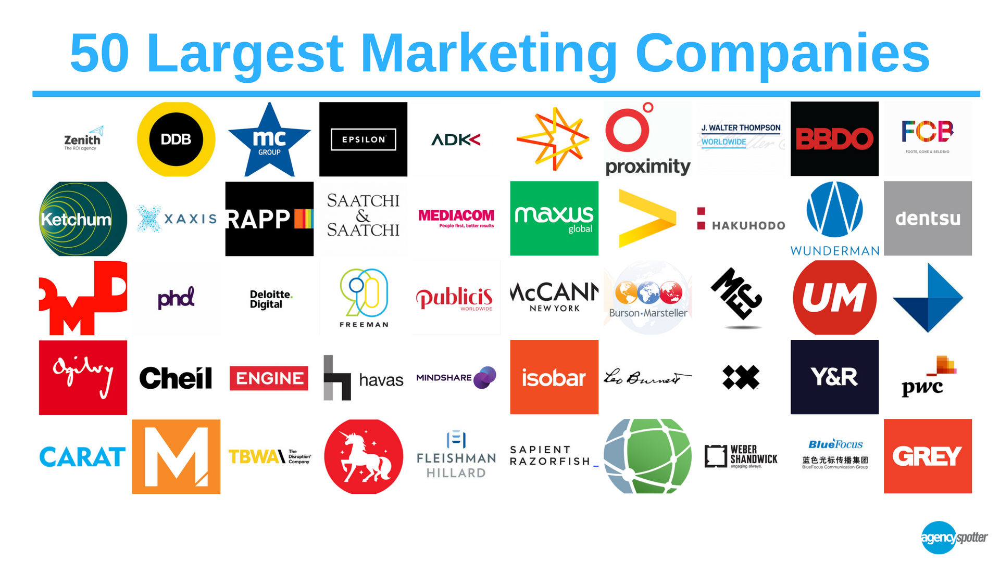 50 Largest Marketing Companies
Zenith
The ROI agency
DDB
mc
GROUP
EPSILON
ADK
proximity
J. WALTER THOMPSON
WORLDWIDE
BBDO
FCB
FOOTE, CONE & BELDING
Ketchum
XAXIS
RAPP
SAATCHI
&
SAATCHI
MEDIACOM
People first, better results
maxus
global
HAKUHODO
WUNDERMAN
dentsu
OMD
phd
Deloitte.
Digital
90
FREEMAN
publicis
WORLDWIDE
McCANN
NEW YORK
Burson•Marsteller
MEC
UM
Ogilvy
Cheil
ENGINE
h havas
MINDSHARE
isobar
Leo Burnett
Y&R
pwc
CARAT
M
TBWA\
The
Disruption®
Company
FLEISHMAN
HILLARD
SAPIENT
RAZORFISH_
WEBER
SHANDWICK
engaging always.
BlueFocus
蓝色光标传播集团
BlueFocus Communication Group
GREY
agencyspotter